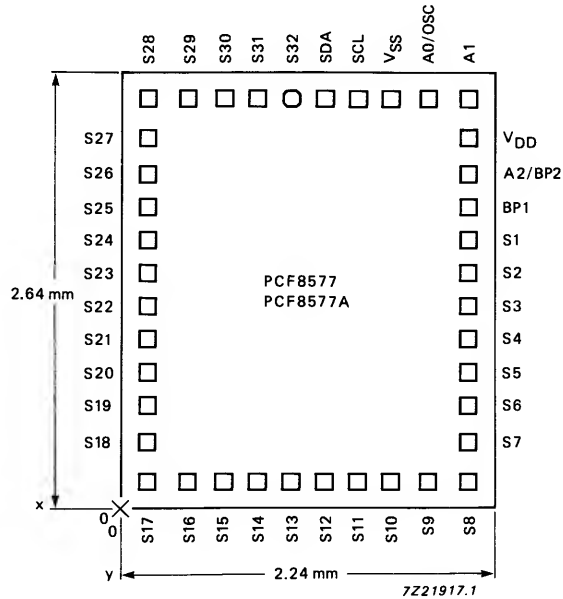 S28 S29 S30 S31 S32 SDA SCL VSS A0/OSC A1
S27 VDD
S26 A2/BP2
S25 BP1
S24 S1
S23 S2
PCF8577
2.64 mm
PCF8577A
S22 S3
S21 S4
S20 S5
S19 S6
S18 S7
x
0
0
S17 S16 S15 S14 S13 S12 S11 S10 S9 S8
y 2.24 mm
7Z21917.1